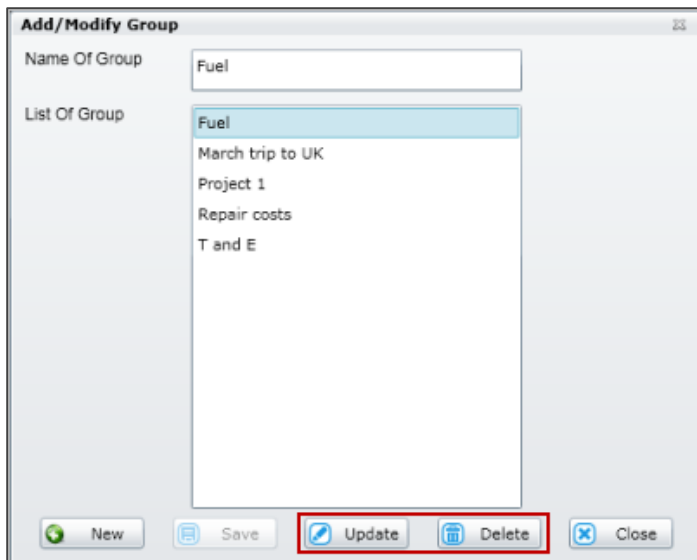 Add/Modify Group
Name Of Group
Fuel
List Of Group
Fuel
March trip to UK
Project 1
Repair costs
T and E
New Save Update Delete Close